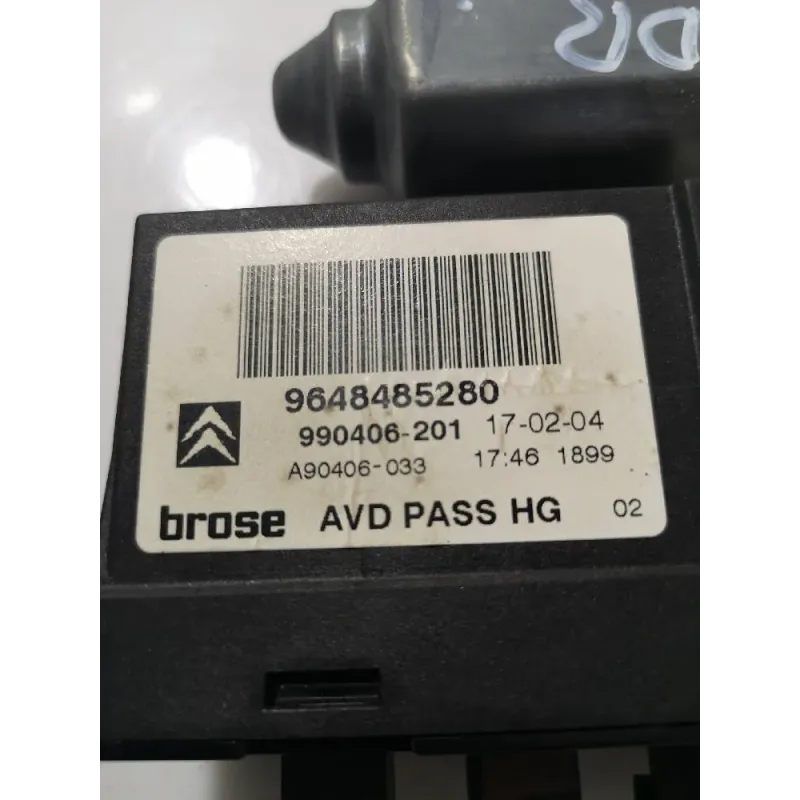 9648485280
990406-201 17-02-04
A90406-033 17:46 1899
brose AVD PASS HG 02